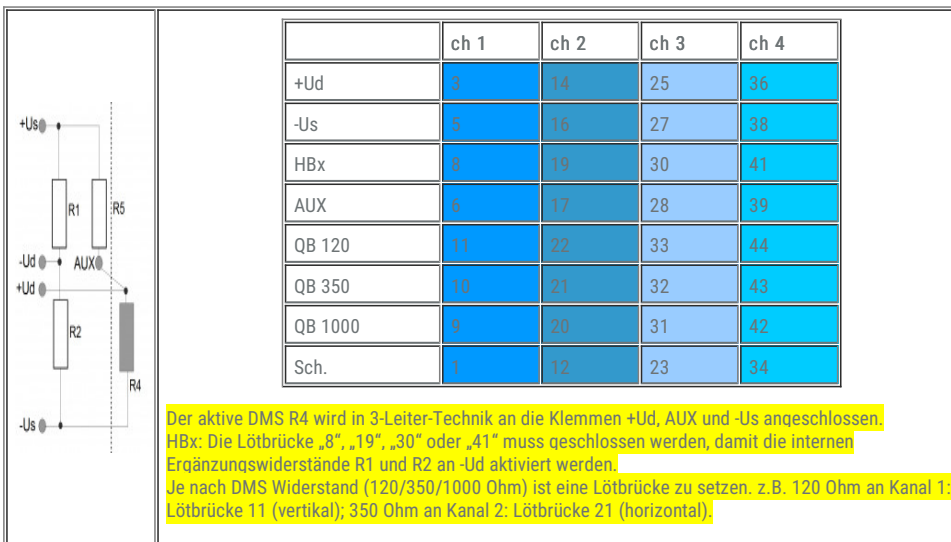 +Us
R1
R5
-Ud
AUX
+Ud
R2
R4
-Us
ch 1 ch 2 ch 3 ch 4
+Ud 3 14 25 36
-Us 5 16 27 38
HBx 8 19 30 41
AUX 6 17 28 39
QB 120 11 22 33 44
QB 350 10 21 32 43
QB 1000 9 20 31 42
Sch. 1 12 23 34
Der aktive DMS R4 wird in 3-Leiter-Technik an die Klemmen +Ud, AUX und -Us angeschlossen.
HBx: Die Lötbrücke „8“, „19“, „30“ oder „41“ muss geschlossen werden, damit die internen
Ergänzungswiderstände R1 und R2 an -Ud aktiviert werden.
Je nach DMS Widerstand (120/350/1000 Ohm) ist eine Lötbrücke zu setzen. z.B. 120 Ohm an Kanal 1:
Lötbrücke 11 (vertikal); 350 Ohm an Kanal 2: Lötbrücke 21 (horizontal).